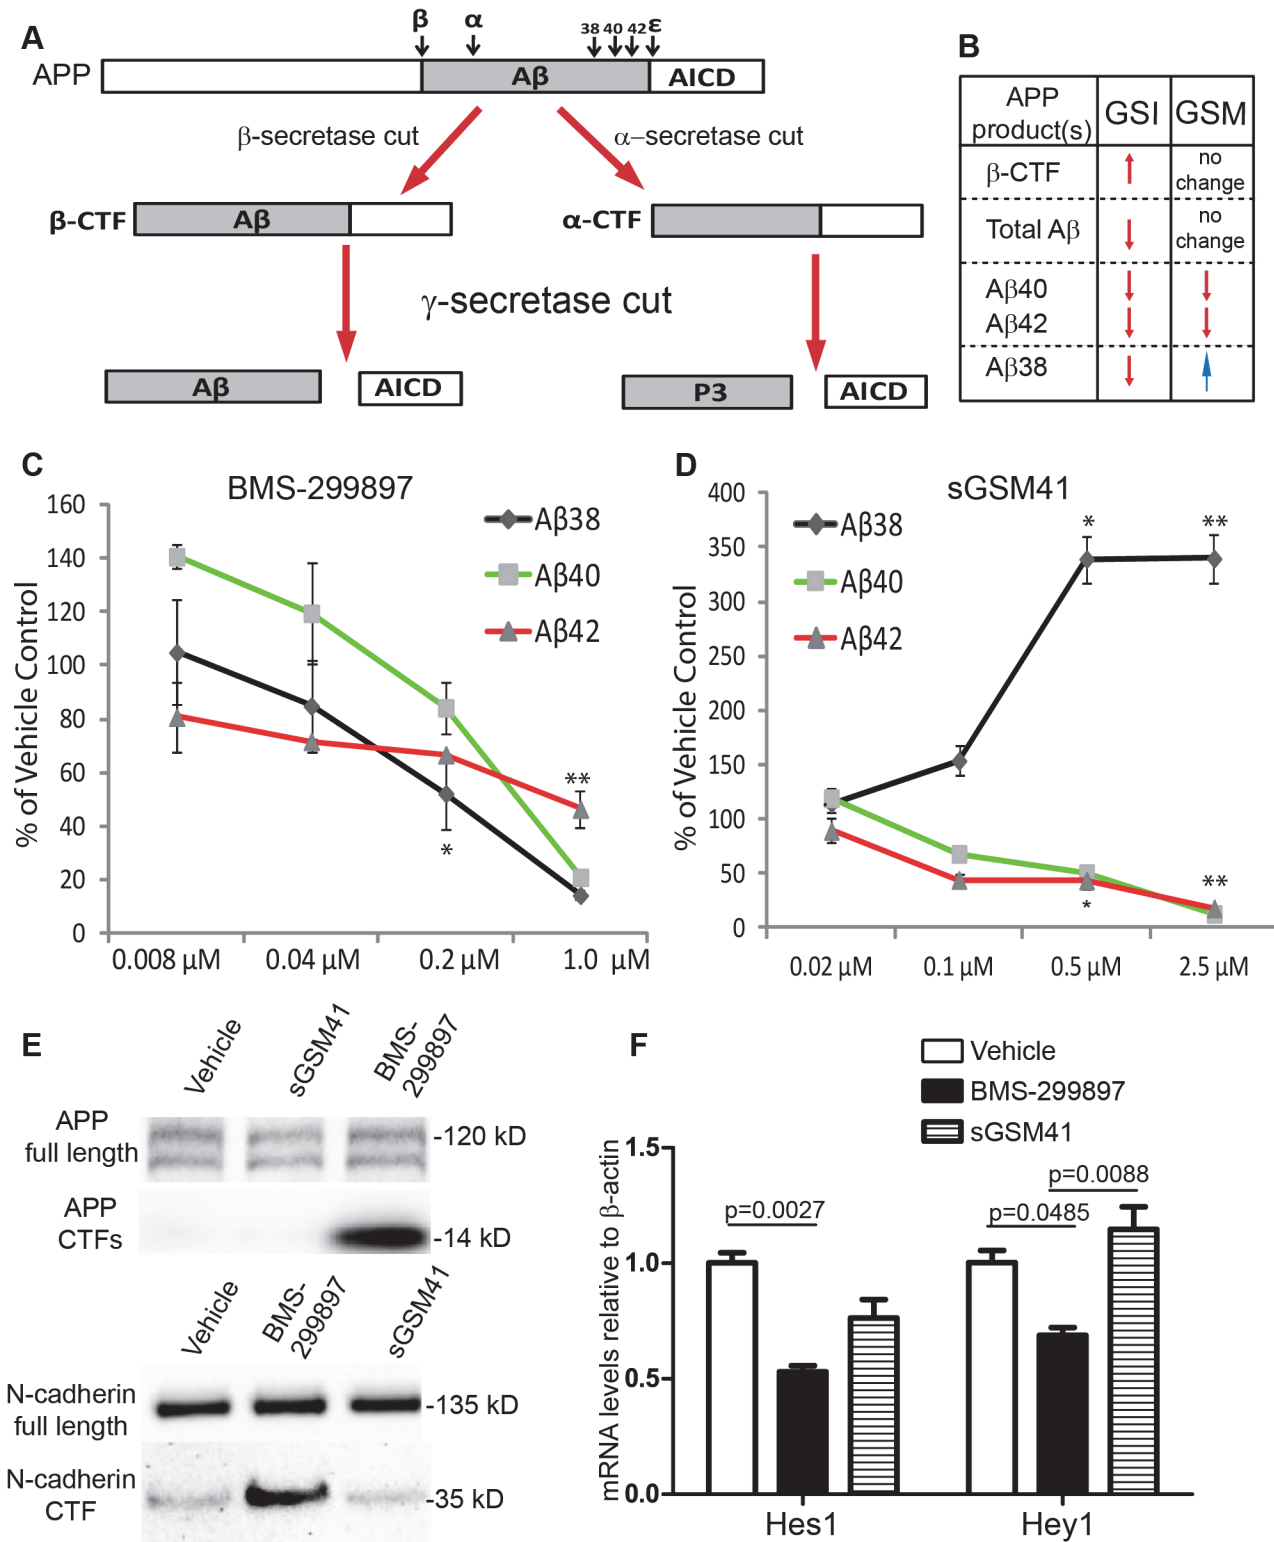 A
β α 38 40 42 ε
APP Aβ AICD
β-secretase cut α–secretase cut
β-CTF Aβ α-CTF
γ-secretase cut
Aβ AICD P3 AICD
B
APP product(s) GSI GSM
β-CTF ↑ no change
Total Aβ ↓ no change
Aβ40 ↓ ↓
Aβ42 ↓ ↓
Aβ38 ↓ ↑
C
BMS-299897
% of Vehicle Control
160
140
120
100
80
60
40
20
0
Aβ38
Aβ40
Aβ42
**
*
0.008 µM 0.04 µM 0.2 µM 1.0 µM
D
sGSM41
% of Vehicle Control
400
350
300
250
200
150
100
50
0
Aβ38
Aβ40
Aβ42
* **
**
*
0.02 µM 0.1 µM 0.5 µM 2.5 µM
E
Vehicle
sGSM41
BMS-
299897
APP
full length
-120 kD
APP
CTFs
-14 kD
Vehicle
BMS-
299897
sGSM41
N-cadherin
full length
-135 kD
N-cadherin
CTF
-35 kD
F
Vehicle
BMS-299897
sGSM41
mRNA levels relative to β-actin
1.5
1.0
0.5
0.0
p=0.0027
p=0.0088
p=0.0485
Hes1 Hey1